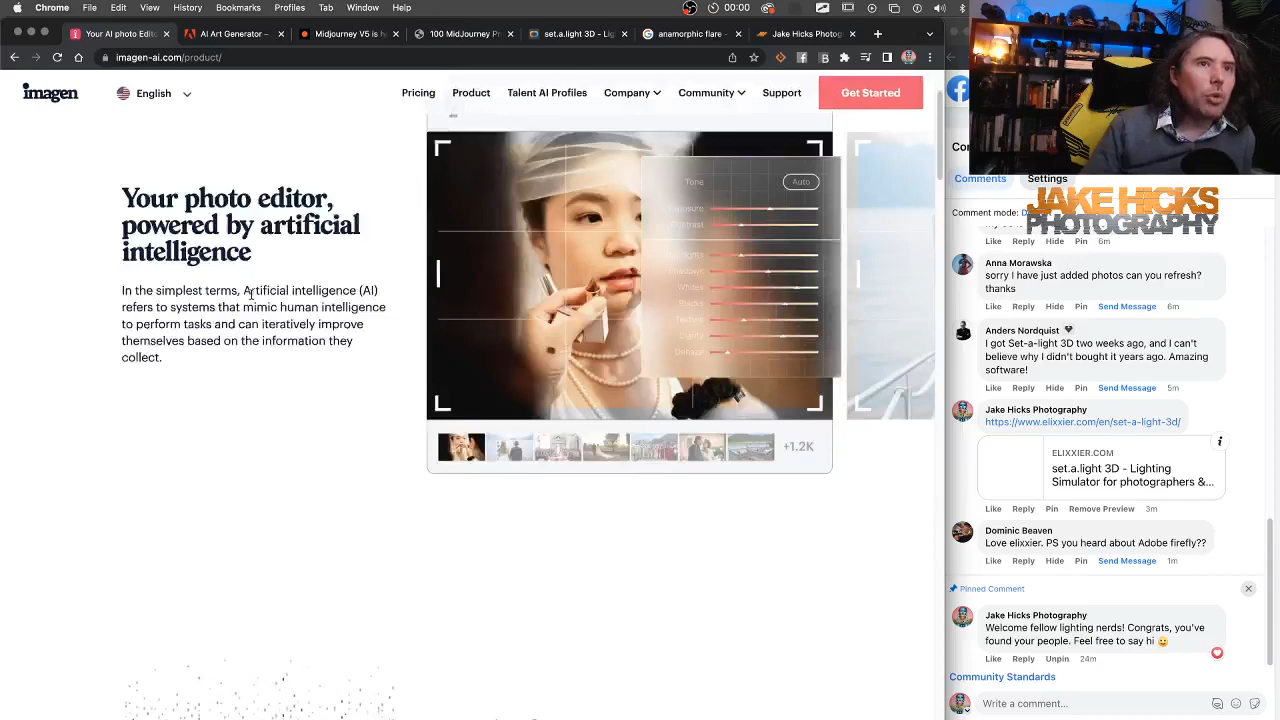 Chrome File Edit View History Bookmarks Profiles Tab Window Help
00:00
Your AI photo editor
AI Art Generator –
Midjourney V5
100 MidJourney Pr
set.a.light 3D - Lig
anamorphic flare -
Jake Hicks Photog
imagen-ai.com/product/
imagen
English
Pricing Product Talent AI Profiles Company Community Support Get Started
Your photo editor,
powered by artificial
intelligence
In the simplest terms, Artificial intelligence (AI)
refers to systems that mimic human intelligence
to perform tasks and can iteratively improve
themselves based on the information they
collect.
Tone Auto
Exposure
Contrast
Whites
Texture
Clarity
+1.2K
Comments Settings
JAKE HICKS
PHOTOGRAPHY
Comment mode:
Like Reply Hide Pin 6m
Anna Morawska
sorry I have just added photos can you refresh?
thanks
Like Reply Hide Pin Send Message 6m
Anders Nordquist
I got Set-a-light 3D two weeks ago, and I can't
believe why I didn't bought it years ago. Amazing
software!
Like Reply Hide Pin Send Message 5m
Jake Hicks Photography
https://www.elixxier.com/en/set-a-light-3d/
ELIXXIER.COM
set.a.light 3D - Lighting
Simulator for photographers &...
Like Reply Pin Remove Preview 3m
Dominic Beaven
Love elixxier. PS you heard about Adobe firefly??
Like Reply Hide Pin Send Message 1m
Pinned Comment
Jake Hicks Photography
Welcome fellow lighting nerds! Congrats, you've
found your people. Feel free to say hi 😀
Like Reply Unpin 24m
Community Standards
Write a comment…